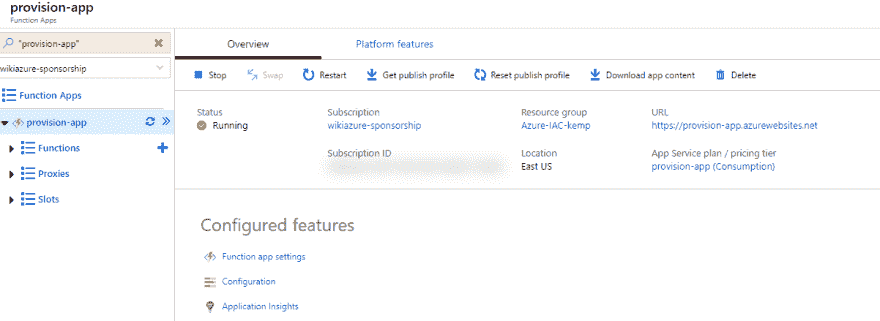 provision-app
Function Apps
"provision-app"
wikiazure-sponsorship
Function Apps
provision-app
Functions
Proxies
Slots
Overview Platform features
Stop Swap Restart Get publish profile Reset publish profile Download app content Delete
Status Subscription Resource group URL
Running wikiazure-sponsorship Azure-IAC-kemp https://provision-app.azurewebsites.net
Subscription ID Location App Service plan / pricing tier
East US provision-app (Consumption)
Configured features
Function app settings
Configuration
Application Insights